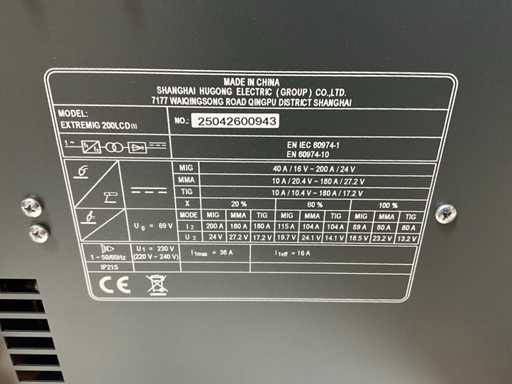 MADE IN CHINA
SHANGHAI HUGONG ELECTRIC (GROUP) CO.,LTD.
7177 WAIQINGSONG ROAD QINGPU DISTRICT SHANGHAI
MODEL:
EXTREMIG 200LCDIII
NO.: 25042600943
1~
EN IEC 60974-1
EN 60974-10
MIG 40 A / 16 V ~ 200 A / 24 V
MMA 10 A / 20.4 V ~ 180 A / 27.2 V
TIG 10 A / 10.4 V ~ 180 A / 17.2 V
X 20 % 60 % 100 %
U0 = 69 V
MODE MIG MMA TIG MIG MMA TIG MIG MMA TIG
I2 200 A 180 A 180 A 115 A 104 A 104 A 89 A 80 A 80 A
U2 24 V 27.2 V 17.2 V 19.7 V 24.1 V 14.1 V 18.5 V 23.2 V 13.2 V
1~50/60Hz
U1 = 230 V
(220 V ~ 240 V)
I1max = 36 A
I1eff = 16 A
IP21S
CE